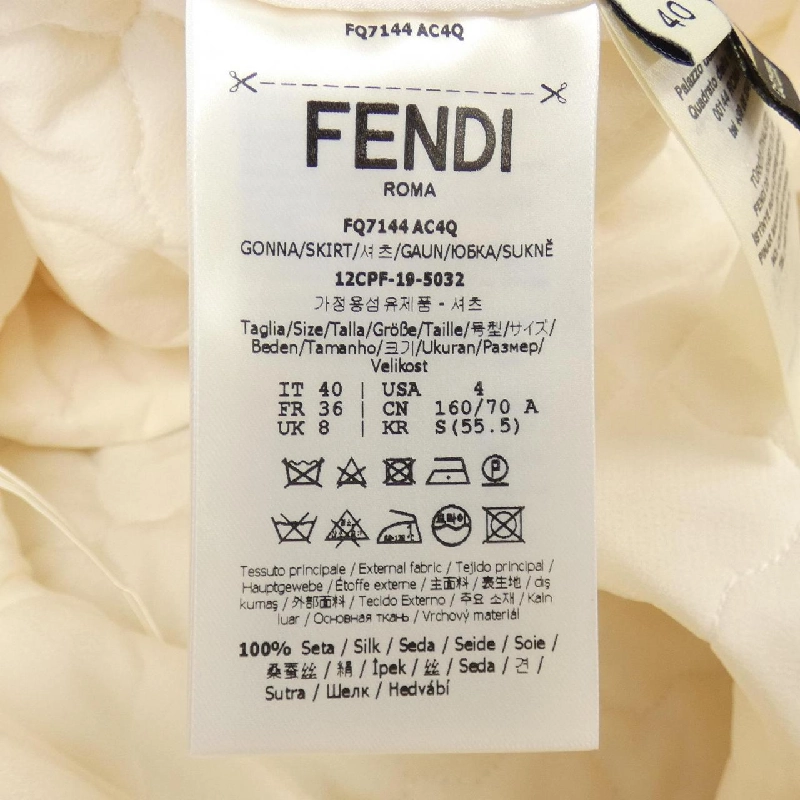 FQ7144 AC4Q
FENDI
ROMA
FQ7144 AC4Q
GONNA/SKIRT/셔츠/GAUN/ЮБКА/SUKNĚ
12CPF-19-5032
가정용섬유제품 - 셔츠
Taglia/Size/Talla/Größe/Taille/号型/サイズ/
Beden/Tamanho/크기/Ukuran/Размер/
Velikost
IT 40 | USA 4
FR 36 | CN 160/70 A
UK 8 | KR S(55.5)
Tessuto principale / External fabric / Tejido principal /
Hauptgewebe / Étoffe externe / 主面料 / 表生地 / diş
kumaş / 外部面料 / Tecido Externo / 주요 소재 / Kain
luar / Основная ткань / Vrchový materiál
100% Seta / Silk / Seda / Seide / Soie /
桑蚕丝 / 絹 / İpek / 丝 / Seda / 견 /
Sutra / Шелк / Hedvábí
40
Palazzo
Quadrato
00144